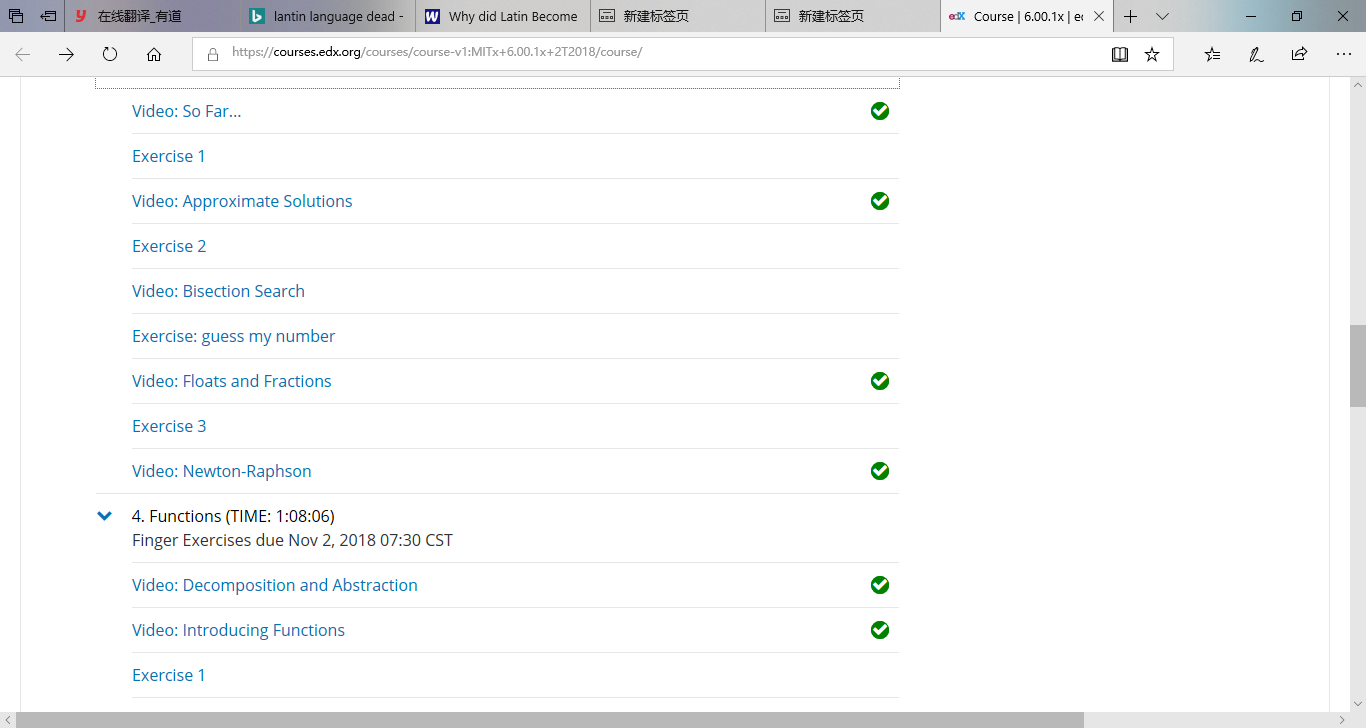 在线翻译_有道
lantin language dead -
Why did Latin Become
新建标签页
新建标签页
edX Course | 6.00.1x | e
https://courses.edx.org/courses/course-v1:MITx+6.00.1x+2T2018/course/
Video: So Far...
Exercise 1
Video: Approximate Solutions
Exercise 2
Video: Bisection Search
Exercise: guess my number
Video: Floats and Fractions
Exercise 3
Video: Newton-Raphson
4. Functions (TIME: 1:08:06)
Finger Exercises due Nov 2, 2018 07:30 CST
Video: Decomposition and Abstraction
Video: Introducing Functions
Exercise 1